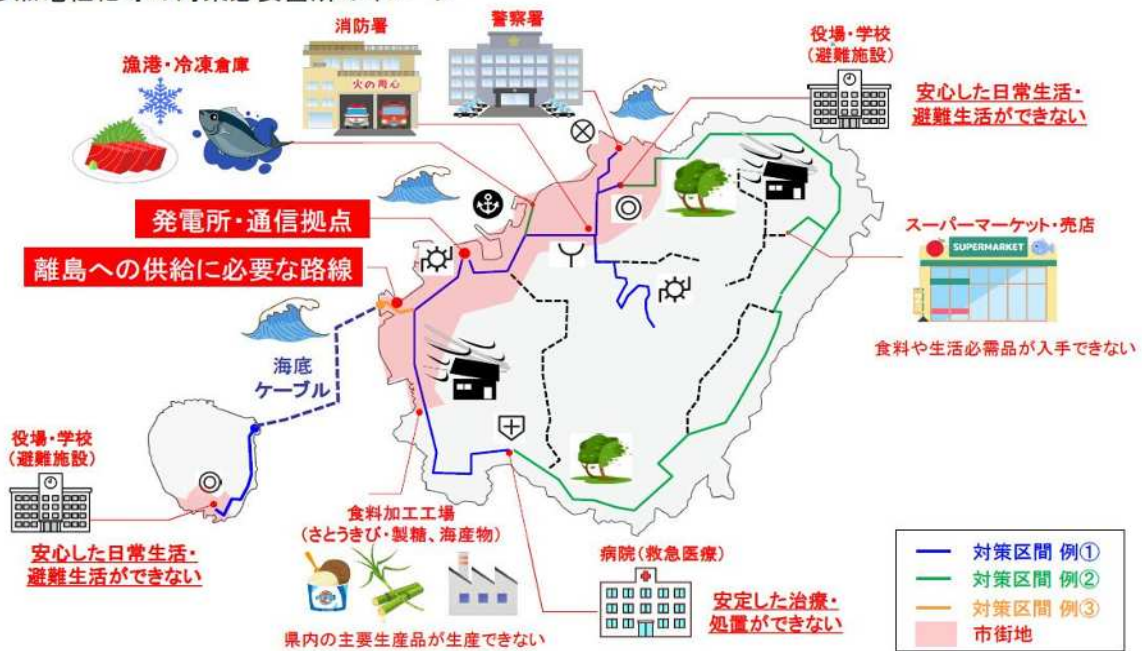 消防署
警察署
役場・学校
(避難施設)
漁港・冷凍倉庫
火の用心
安心した日常生活・
避難生活ができない
発電所・通信拠点
離島への供給に必要な路線
スーパーマーケット・売店
SUPERMARKET
食料や生活必需品が入手できない
海底
ケーブル
役場・学校
(避難施設)
安心した日常生活・
避難生活ができない
食料加工工場
(さとうきび・製糖、海産物)
県内の主要生産品が生産できない
病院(救急医療)
安定した治療・
処置ができない
対策区間 例①
対策区間 例②
対策区間 例③
市街地